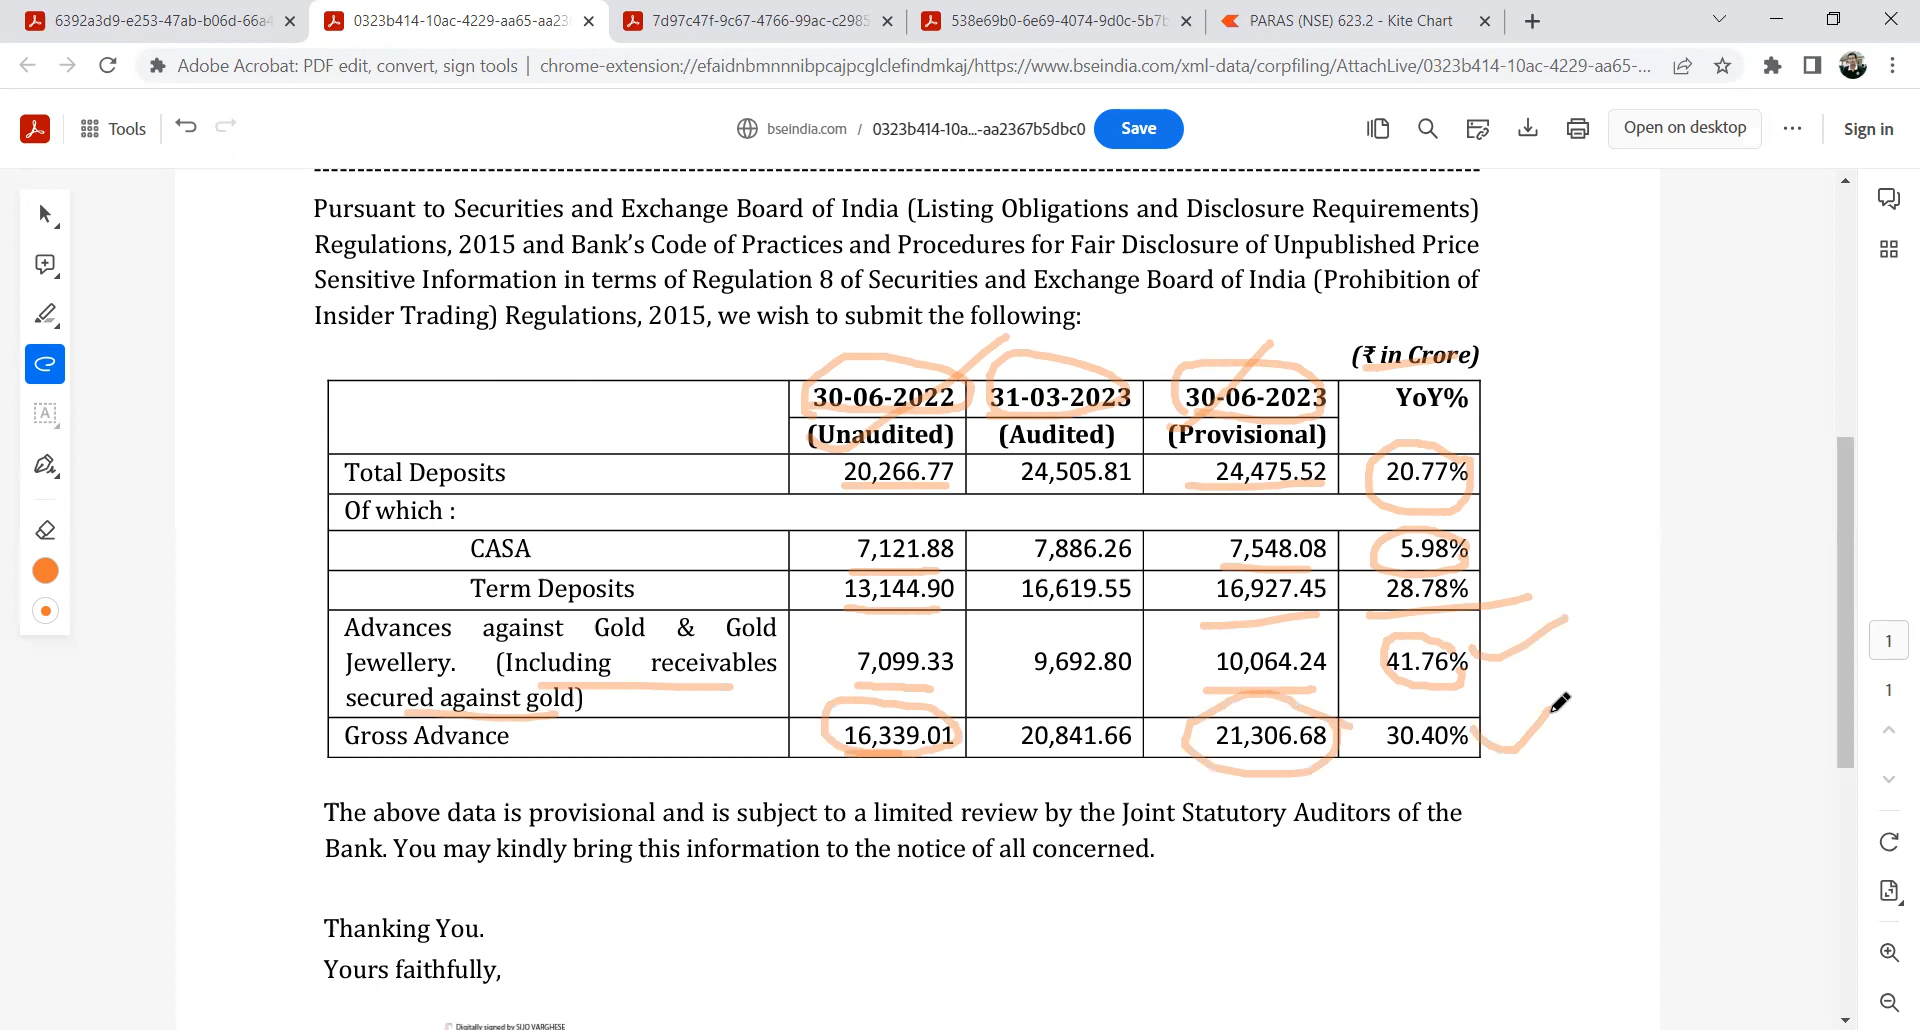 6392a3d9-e253-47ab-b06d-66a4
0323b414-10ac-4229-aa65-aa23
7d97c47f-9c67-4766-99ac-c2985
538e69b0-6e69-4074-9d0c-5b7b
PARAS (NSE) 623.2 - Kite Chart
Adobe Acrobat: PDF edit, convert, sign tools | chrome-extension://efaidnbmnnnibpcajpcglclefindmkaj/https://www.bseindia.com/xml-data/corpfiling/AttachLive/0323b414-10ac-4229-aa65-...
Tools
bseindia.com / 0323b414-10a...-aa2367b5dbc0
Save
Open on desktop
Sign in
Pursuant to Securities and Exchange Board of India (Listing Obligations and Disclosure Requirements)
Regulations, 2015 and Bank's Code of Practices and Procedures for Fair Disclosure of Unpublished Price
Sensitive Information in terms of Regulation 8 of Securities and Exchange Board of India (Prohibition of
Insider Trading) Regulations, 2015, we wish to submit the following:
(₹ in Crore)
30-06-2022 31-03-2023 30-06-2023 YoY%
(Unaudited) (Audited) (Provisional)
Total Deposits 20,266.77 24,505.81 24,475.52 20.77%
Of which :
CASA 7,121.88 7,886.26 7,548.08 5.98%
Term Deposits 13,144.90 16,619.55 16,927.45 28.78%
Advances against Gold & Gold
Jewellery. (Including receivables 7,099.33 9,692.80 10,064.24 41.76%
secured against gold)
Gross Advance 16,339.01 20,841.66 21,306.68 30.40%
The above data is provisional and is subject to a limited review by the Joint Statutory Auditors of the
Bank. You may kindly bring this information to the notice of all concerned.
Thanking You.
Yours faithfully,
Digitally signed by SIJO VARGHESE
1
1